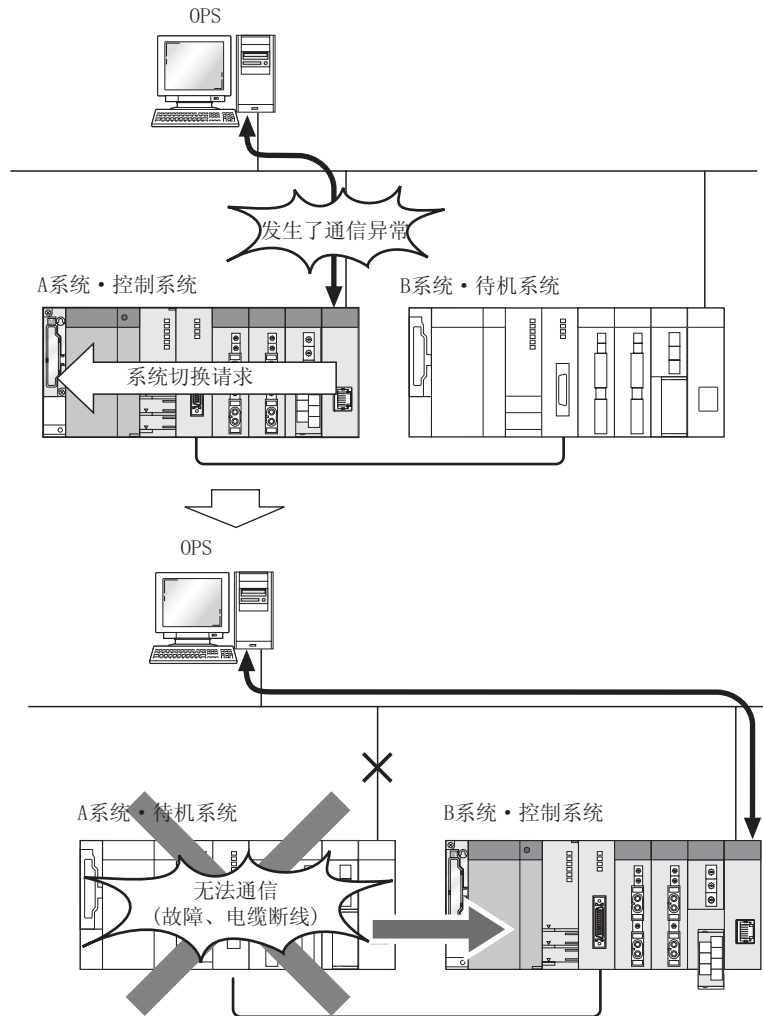 OPS
发生了通信异常
A系统・控制系统
B系统・待机系统
系统切换请求
OPS
A系统・待机系统
B系统・控制系统
无法通信
(故障、电缆断线)